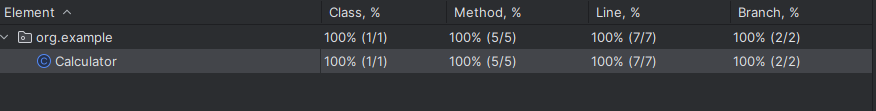 Element Class, % Method, % Line, % Branch, %
org.example 100% (1/1) 100% (5/5) 100% (7/7) 100% (2/2)
C Calculator 100% (1/1) 100% (5/5) 100% (7/7) 100% (2/2)